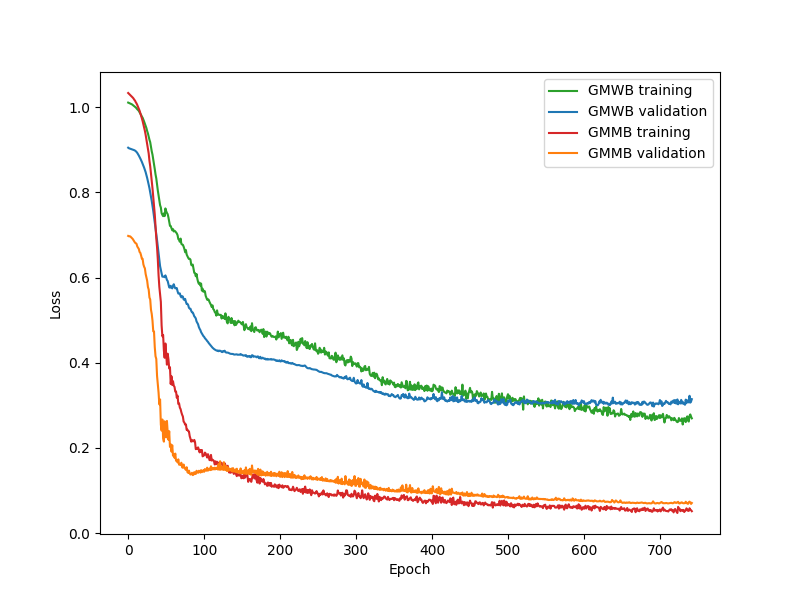 GMWB training
GMWB validation
GMMB training
GMMB validation
1.0
0.8
0.6
0.4
0.2
0.0
Loss
0 100 200 300 400 500 600 700
Epoch